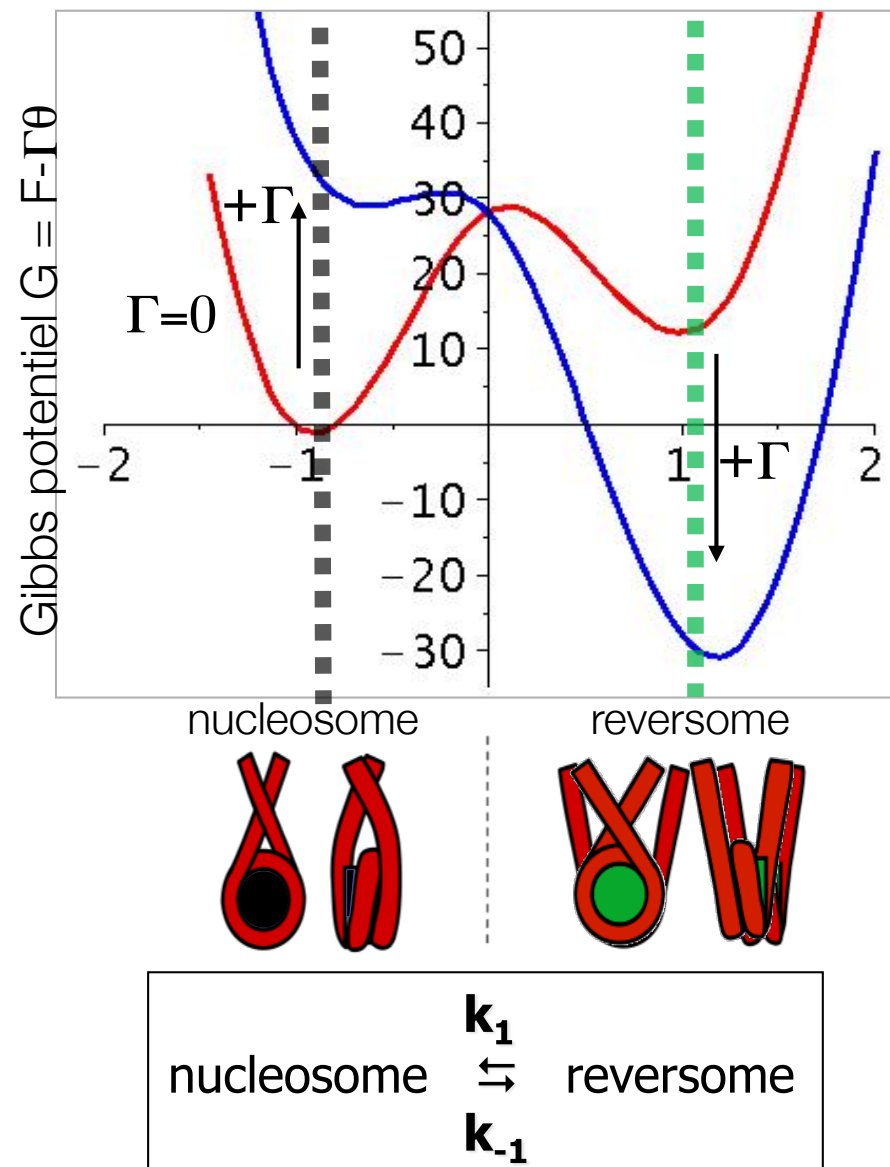 Gibbs potentiel G = F-Γθ
50
40
30
20
10
-10
-20
-30
-2
-1
1
2
+Γ
Γ=0
+Γ
nucleosome
reversome
k1
nucleosome ⇆ reversome
k-1